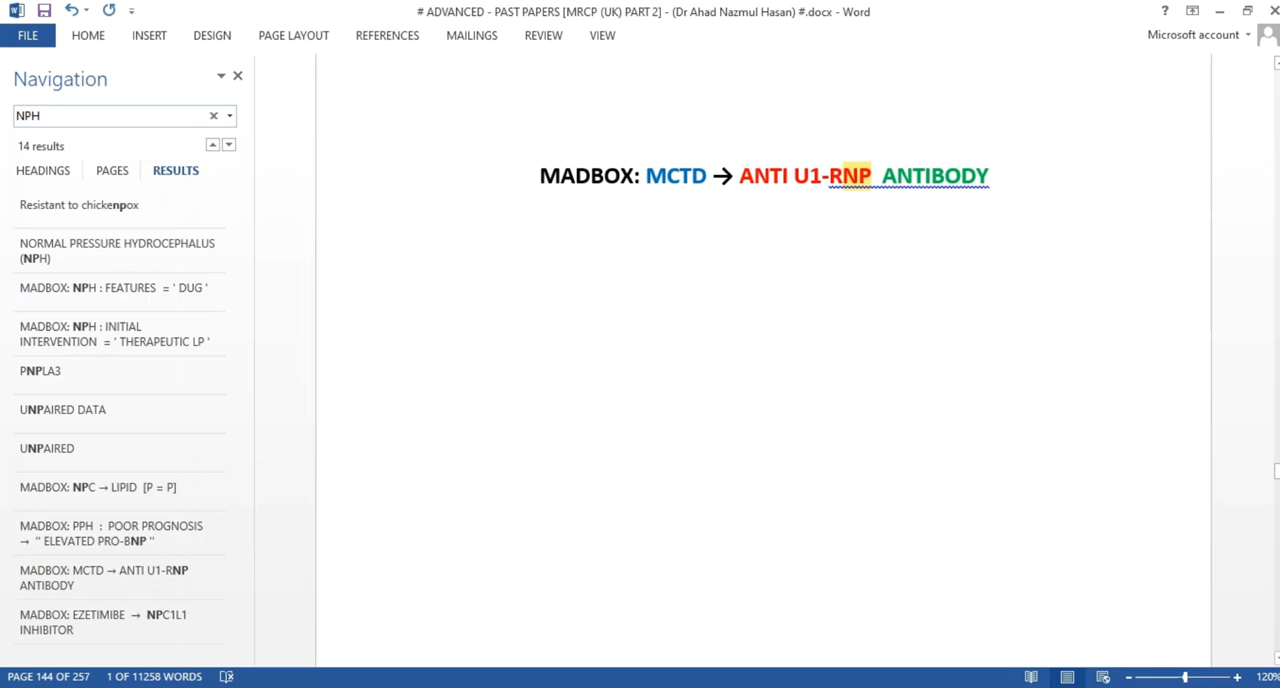 # ADVANCED - PAST PAPERS [MRCP (UK) PART 2] - (Dr Ahad Nazmul Hasan) #.docx - Word
FILE HOME INSERT DESIGN PAGE LAYOUT REFERENCES MAILINGS REVIEW VIEW Microsoft account
Navigation
NPH
14 results
HEADINGS PAGES RESULTS
Resistant to chickenpox
NORMAL PRESSURE HYDROCEPHALUS
(NPH)
MADBOX: NPH : FEATURES = ' DUG '
MADBOX: NPH : INITIAL
INTERVENTION = ' THERAPEUTIC LP '
PNPLA3
UNPAIRED DATA
UNPAIRED
MADBOX: NPC → LIPID [P = P]
MADBOX: PPH : POOR PROGNOSIS
→ " ELEVATED PRO-BNP "
MADBOX: MCTD → ANTI U1-RNP
ANTIBODY
MADBOX: EZETIMIBE → NPC1L1
INHIBITOR
MADBOX: MCTD → ANTI U1-RNP ANTIBODY
PAGE 144 OF 257 1 OF 11258 WORDS 120%